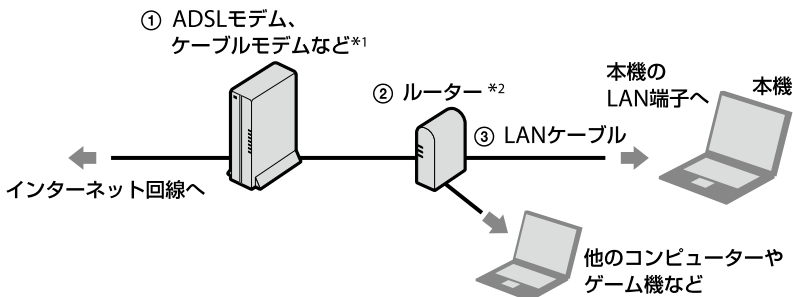 ① ADSLモデム、
ケーブルモデムなど*1
② ルーター *2
③ LANケーブル
本機の
LAN端子へ
本機
インターネット回線へ
他のコンピューターや
ゲーム機など